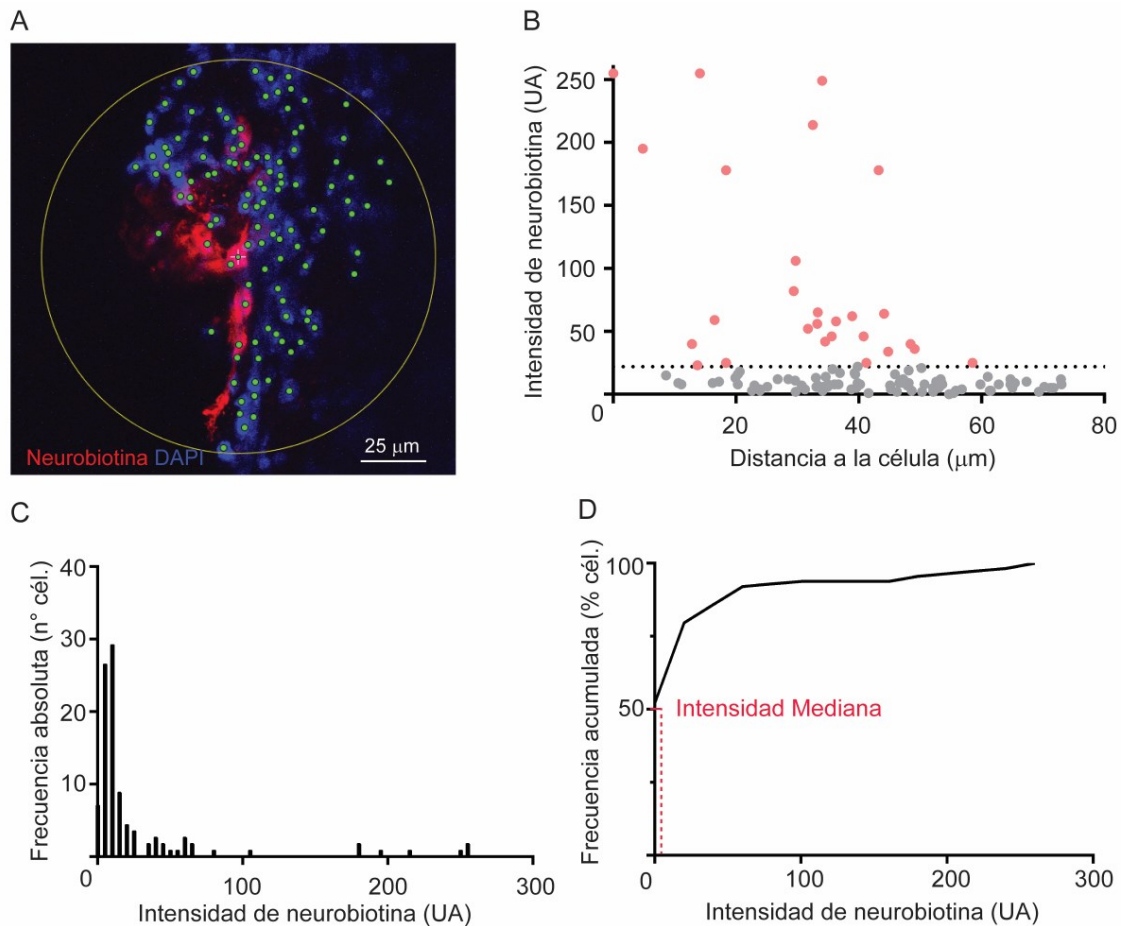 A
Neurobiotina DAPI
25 μm
B
Intensidad de neurobiotina (UA)
250
200
150
100
50
0
20
40
60
80
Distancia a la célula (μm)
C
Frecuencia absoluta (n° cél.)
40
30
20
10
0
100
200
300
Intensidad de neurobiotina (UA)
D
Frecuencia acumulada (% cél.)
100
50
Intensidad Mediana
0
100
200
300
Intensidad de neurobiotina (UA)